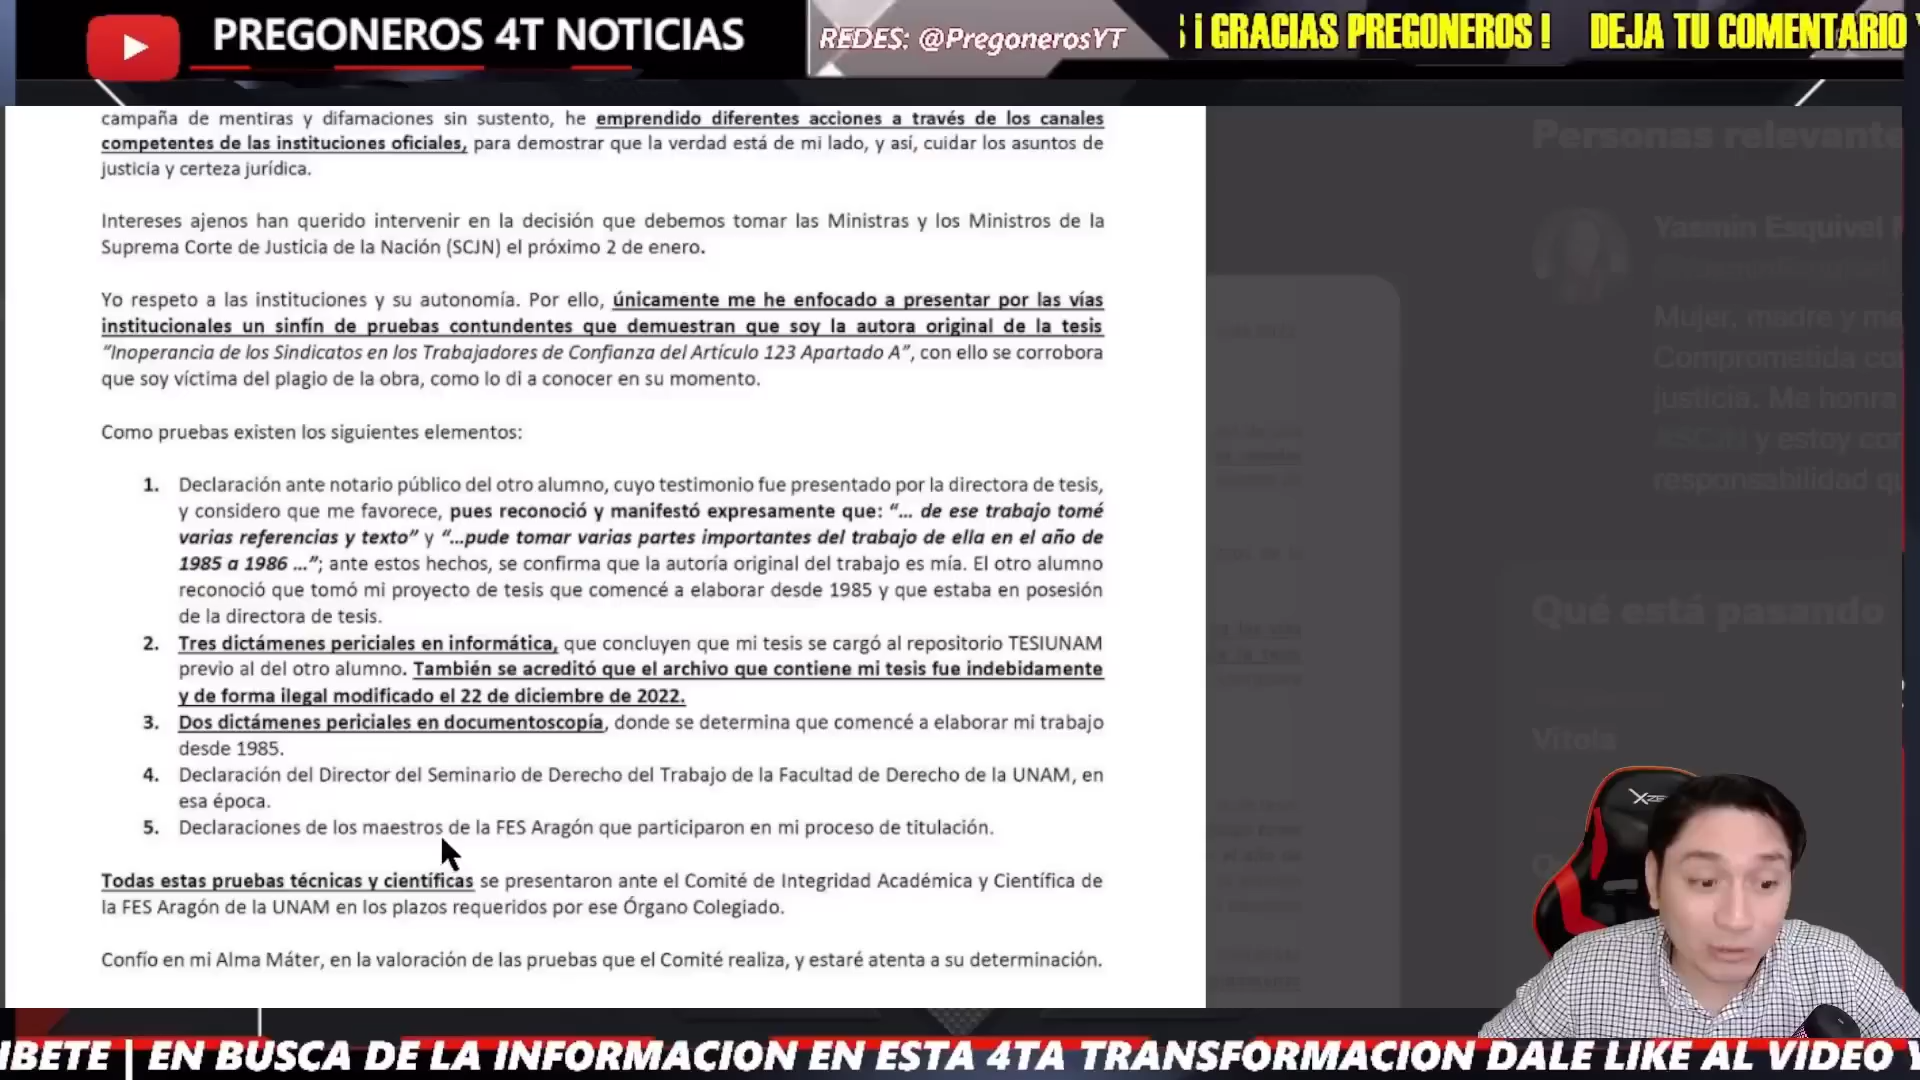 PREGONEROS 4T NOTICIAS
REDES: @PregonerosYT
¡ GRACIAS PREGONEROS ! DEJA TU COMENTARIO
campaña de mentiras y difamaciones sin sustento, he emprendido diferentes acciones a través de los canales
competentes de las instituciones oficiales, para demostrar que la verdad está de mi lado, y así, cuidar los asuntos de
justicia y certeza jurídica.
Intereses ajenos han querido intervenir en la decisión que debemos tomar las Ministras y los Ministros de la
Suprema Corte de Justicia de la Nación (SCJN) el próximo 2 de enero.
Yo respeto a las instituciones y su autonomía. Por ello, únicamente me he enfocado a presentar por las vías
institucionales un sinfín de pruebas contundentes que demuestran que soy la autora original de la tesis
“Inoperancia de los Sindicatos en los Trabajadores de Confianza del Artículo 123 Apartado A”, con ello se corrobora
que soy víctima del plagio de la obra, como lo di a conocer en su momento.
Como pruebas existen los siguientes elementos:
1. Declaración ante notario público del otro alumno, cuyo testimonio fue presentado por la directora de tesis,
y considero que me favorece, pues reconoció y manifestó expresamente que: “... de ese trabajo tomé
varias referencias y texto” y “...pude tomar varias partes importantes del trabajo de ella en el año de
1985 a 1986 ...”; ante estos hechos, se confirma que la autoría original del trabajo es mía. El otro alumno
reconoció que tomó mi proyecto de tesis que comencé a elaborar desde 1985 y que estaba en posesión
de la directora de tesis.
2. Tres dictámenes periciales en informática, que concluyen que mi tesis se cargó al repositorio TESIUNAM
previo al del otro alumno. También se acreditó que el archivo que contiene mi tesis fue indebidamente
y de forma ilegal modificado el 22 de diciembre de 2022.
3. Dos dictámenes periciales en documentoscopía, donde se determina que comencé a elaborar mi trabajo
desde 1985.
4. Declaración del Director del Seminario de Derecho del Trabajo de la Facultad de Derecho de la UNAM, en
esa época.
5. Declaraciones de los maestros de la FES Aragón que participaron en mi proceso de titulación.
Todas estas pruebas técnicas y científicas se presentaron ante el Comité de Integridad Académica y Científica de
la FES Aragón de la UNAM en los plazos requeridos por ese Órgano Colegiado.
Confío en mi Alma Máter, en la valoración de las pruebas que el Comité realiza, y estaré atenta a su determinación.
Personas relevante
Yasmín Esquivel
Mujer, madre y me
Comprometida co
justicia. Me honra
y estoy co
responsabilidad qu
Qué está pasando
Vitola
IBETE | EN BUSCA DE LA INFORMACION EN ESTA 4TA TRANSFORMACION DALE LIKE AL VIDEO Y